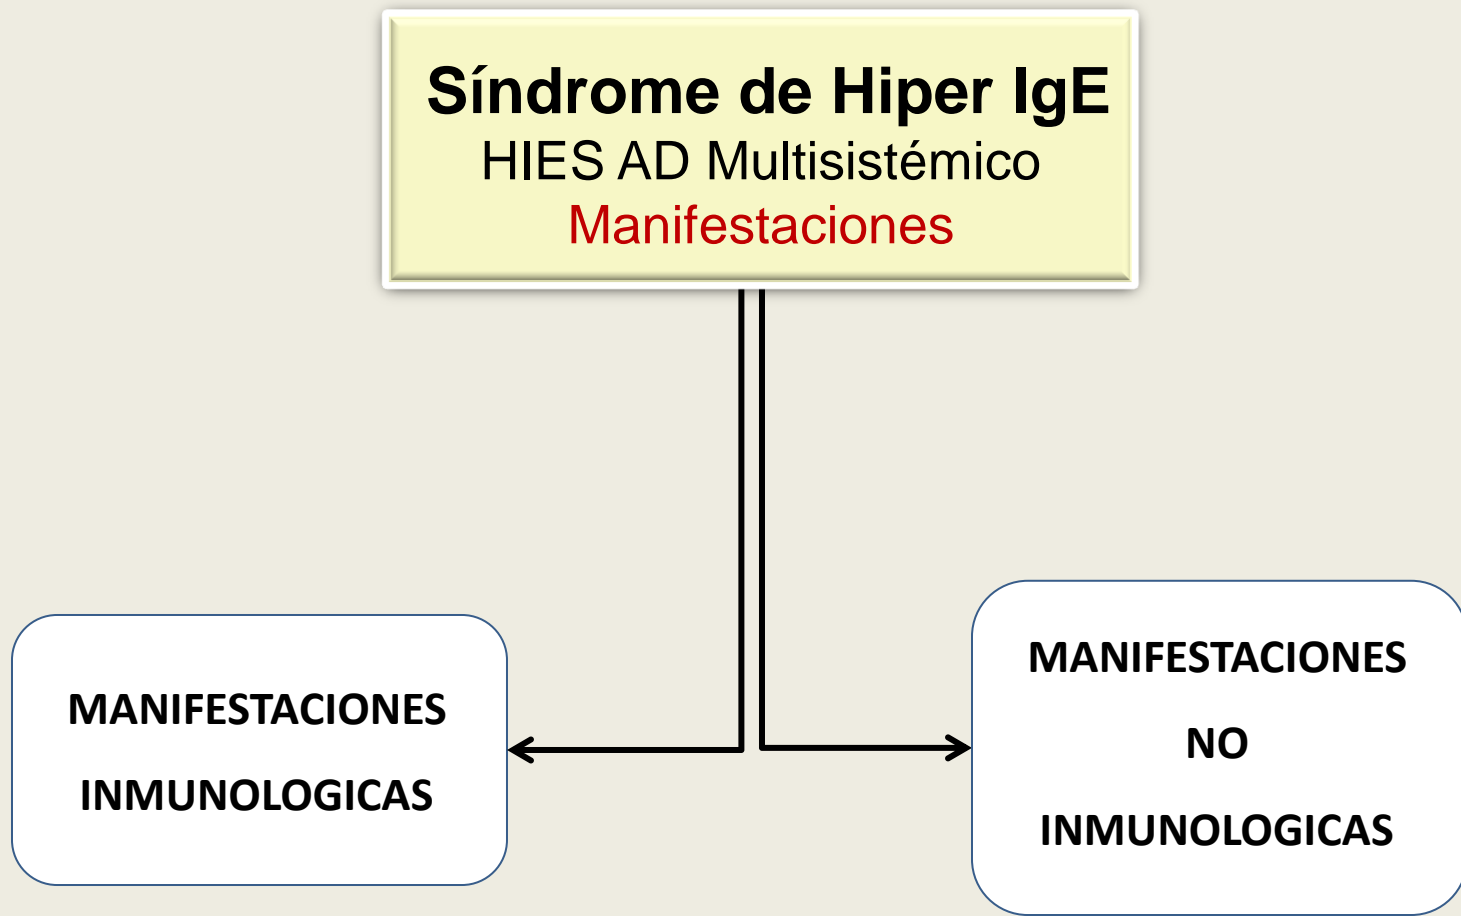 Síndrome de Hiper IgE
HIES AD Multisistémico
Manifestaciones
MANIFESTACIONES
INMUNOLOGICAS
MANIFESTACIONES
NO
INMUNOLOGICAS